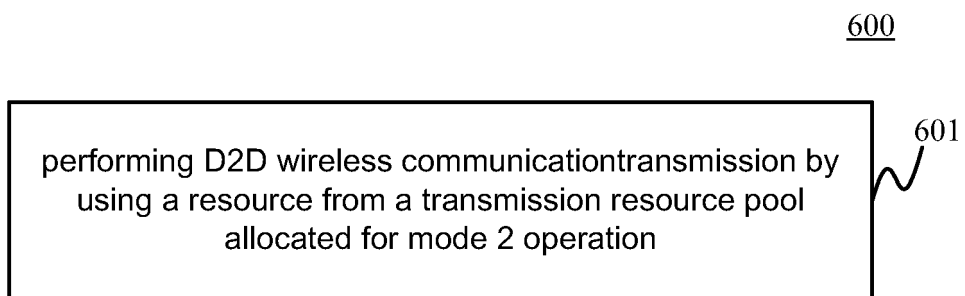 600
601
performing D2D wireless communicationtransmission by
using a resource from a transmission resource pool
allocated for mode 2 operation